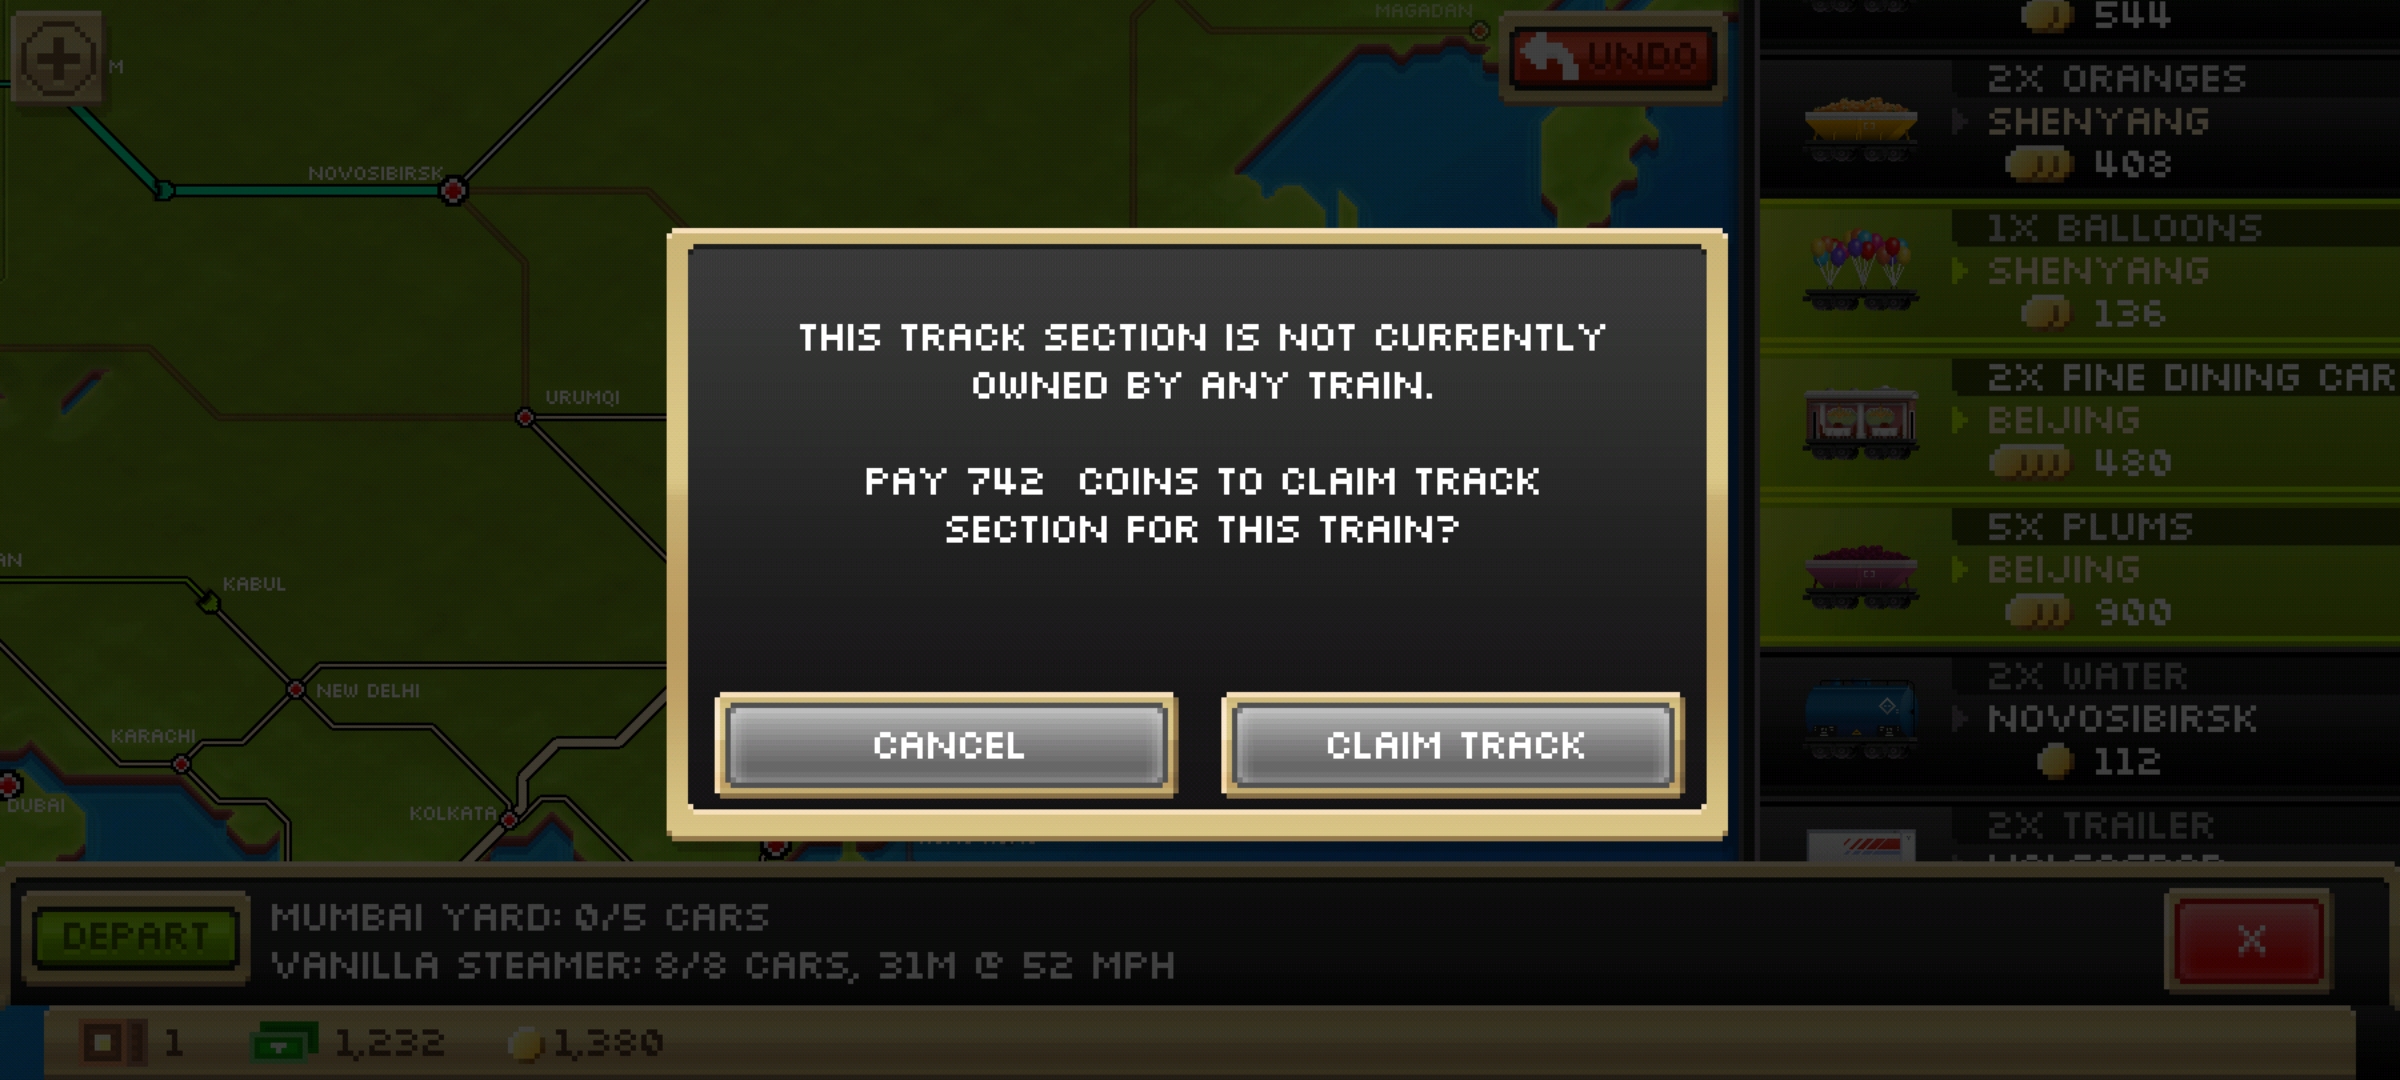 MAGADAN
UNDO
M
NOVOSIBIRSK
URUMQI
AN
KABUL
NEW DELHI
KARACHI
DUBAI
KOLKATA
THIS TRACK SECTION IS NOT CURRENTLY
OWNED BY ANY TRAIN.
PAY 742 COINS TO CLAIM TRACK
SECTION FOR THIS TRAIN?
CANCEL
CLAIM TRACK
544
2X ORANGES
SHENYANG
408
1X BALLOONS
SHENYANG
136
2X FINE DINING CAR
BEIJING
480
5X PLUMS
BEIJING
900
2X WATER
NOVOSIBIRSK
112
2X TRAILER
DEPART
MUMBAI YARD: 0/5 CARS
VANILLA STEAMER: 8/8 CARS, 31M @ 52 MPH
X
1
1,232
1,380